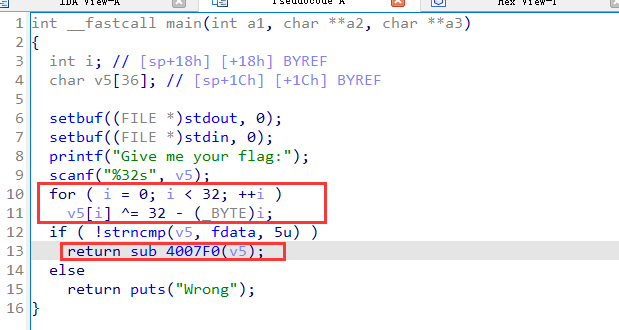 IDA View-A Pseudocode A Hex View-1
1 int __fastcall main(int a1, char **a2, char **a3)
2 {
3 int i; // [sp+18h] [+18h] BYREF
4 char v5[36]; // [sp+1Ch] [+1Ch] BYREF
5
6 setbuf((FILE *)stdout, 0);
7 setbuf((FILE *)stdin, 0);
8 printf("Give me your flag:");
9 scanf("%32s", v5);
10 for ( i = 0; i < 32; ++i )
11 v5[i] ^= 32 - (_BYTE)i;
12 if ( !strncmp(v5, fdata, 5u) )
13 return sub_4007F0(v5);
14 else
15 return puts("Wrong");
16 }